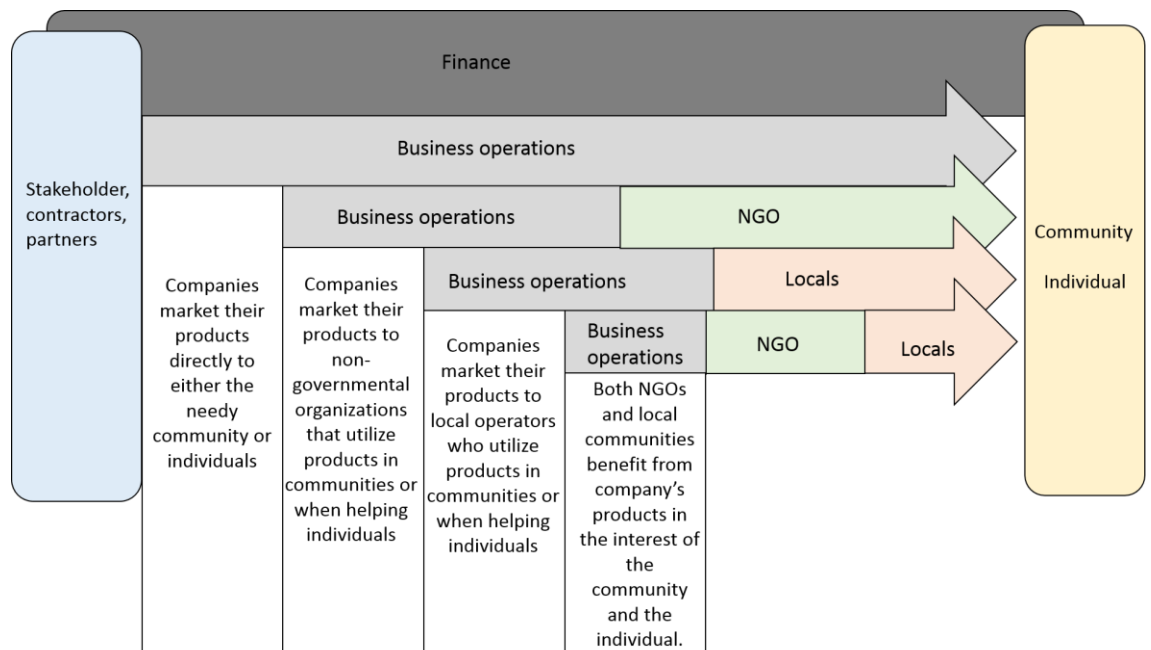 Finance
Business operations
Stakeholder,
contractors,
partners
Business operations
NGO
Community
Individual
Business operations
Locals
Business
operations
NGO
Locals
Companies
market their
products
directly to
either the
needy
community or
individuals
Companies
market their
products to
non-
governmental
organizations
that utilize
products in
communities or
when helping
individuals
Companies
market their
products to
local operators
who utilize
products in
communities or
when helping
individuals
Both NGOs
and local
communities
benefit from
company’s
products in
the interest of
the
community
and the
individual.